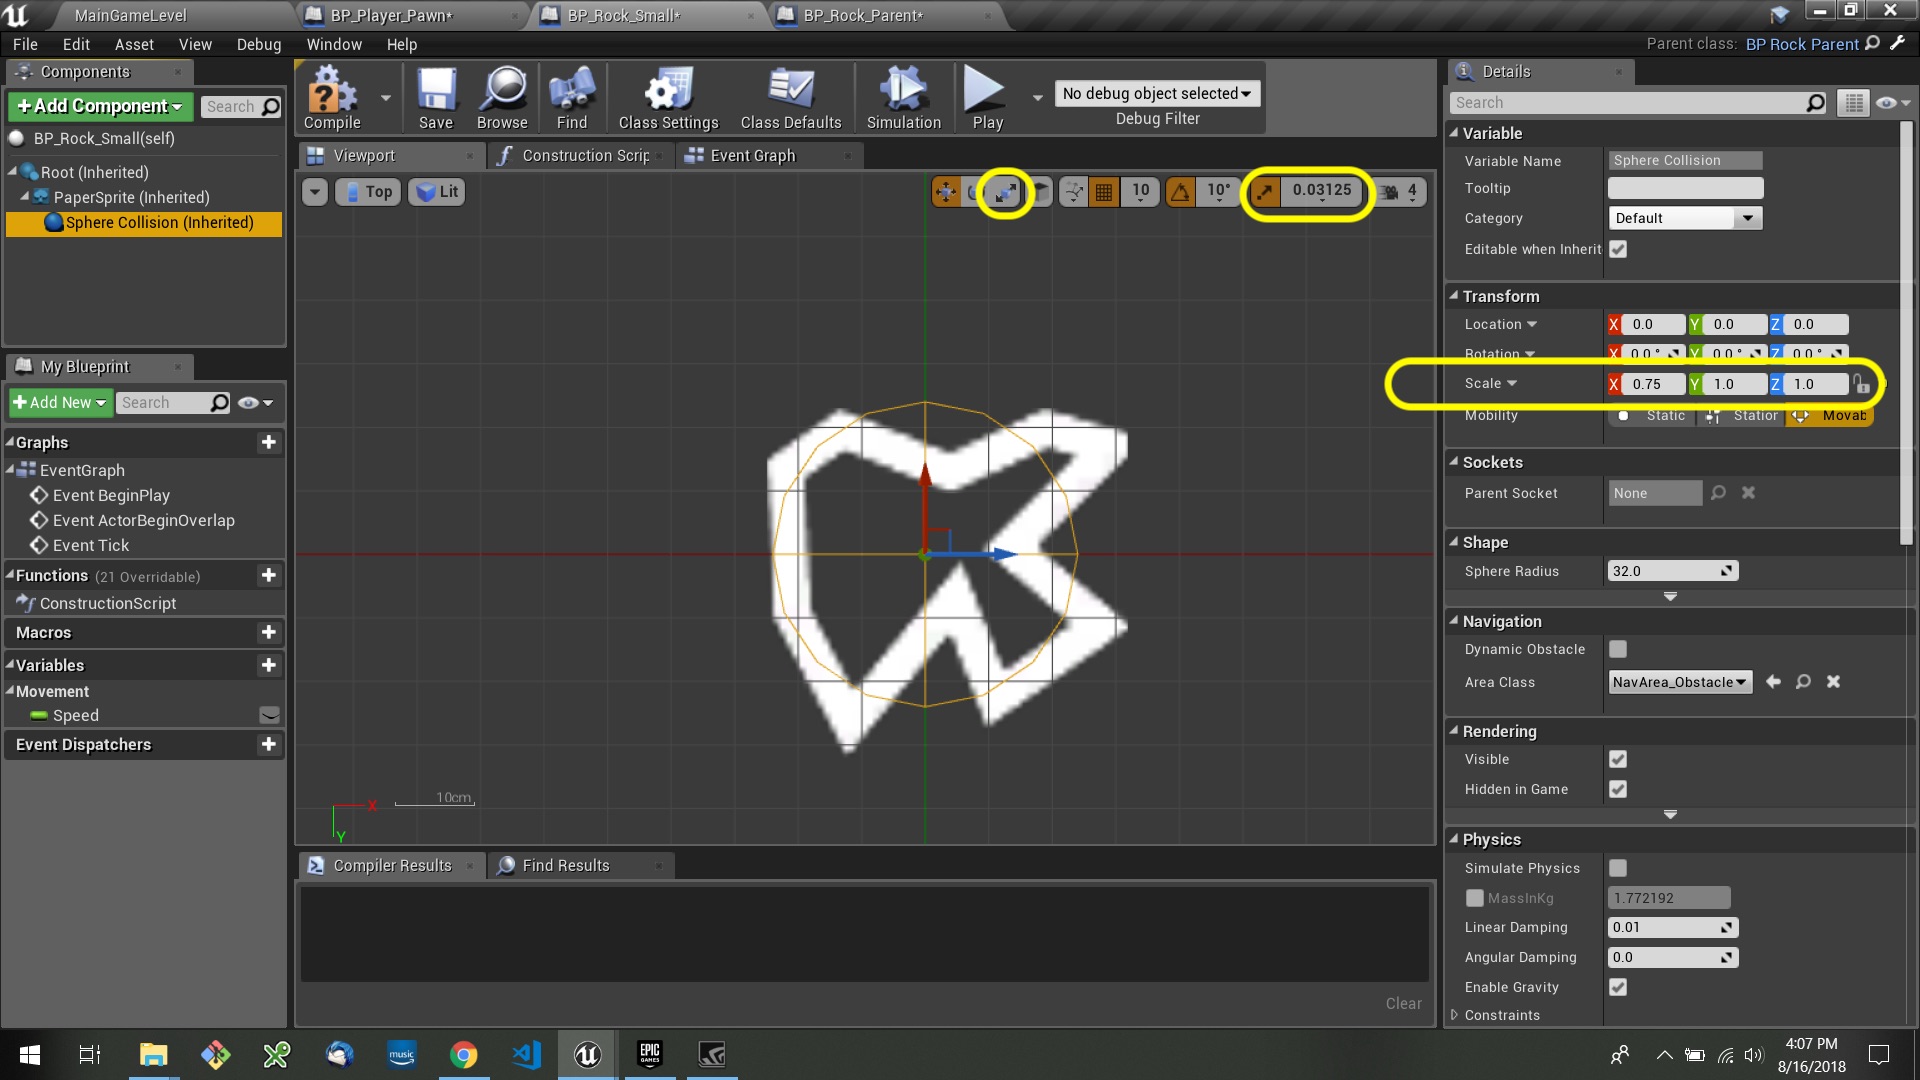 MainGameLevel
BP_Player_Pawn*
BP_Rock_Small*
BP_Rock_Parent*
File Edit Asset View Debug Window Help
Parent class: BP Rock Parent
Components
+Add Component
Search
BP_Rock_Small(self)
Root (Inherited)
PaperSprite (Inherited)
Sphere Collision (Inherited)
My Blueprint
+Add New
Search
Graphs
EventGraph
Event BeginPlay
Event ActorBeginOverlap
Event Tick
Functions (21 Overridable)
ConstructionScript
Macros
Variables
Movement
Speed
Event Dispatchers
Compile
Save
Browse
Find
Class Settings
Class Defaults
Simulation
Play
No debug object selected
Debug Filter
Viewport
Construction Scrip
Event Graph
Top
Lit
10
10°
0.03125
4
10cm
X
Y
Compiler Results
Find Results
Clear
Details
Search
Variable
Variable Name Sphere Collision
Tooltip
Category Default
Editable when Inherit
Transform
Location X 0.0 Y 0.0 Z 0.0
Rotation X 0.0° Y 0.0° Z 0.0°
Scale X 0.75 Y 1.0 Z 1.0
Mobility Static Station Movab
Sockets
Parent Socket None
Shape
Sphere Radius 32.0
Navigation
Dynamic Obstacle
Area Class NavArea_Obstacle
Rendering
Visible
Hidden in Game
Physics
Simulate Physics
MassInKg 1.772192
Linear Damping 0.01
Angular Damping 0.0
Enable Gravity
Constraints
music
EPIC
GAMES
4:07 PM
8/16/2018